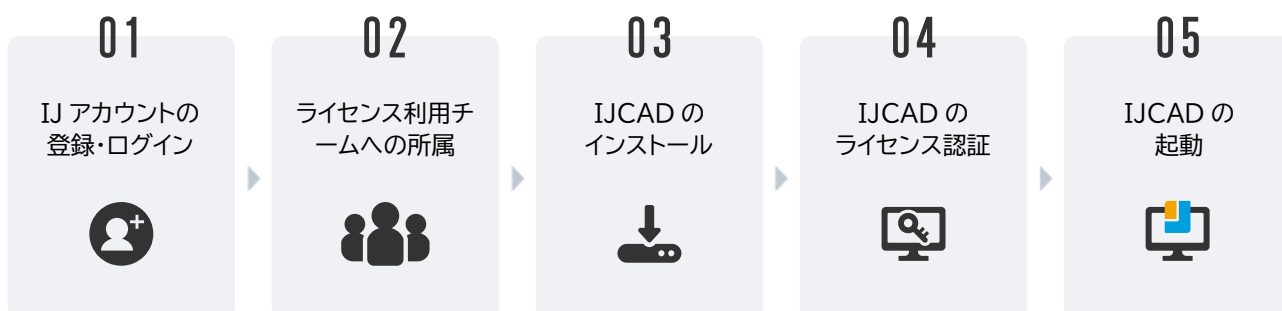 01
IJ アカウントの
登録・ログイン
02
ライセンス利用チ
ームへの所属
03
IJCAD の
インストール
04
IJCAD の
ライセンス認証
05
IJCAD の
起動